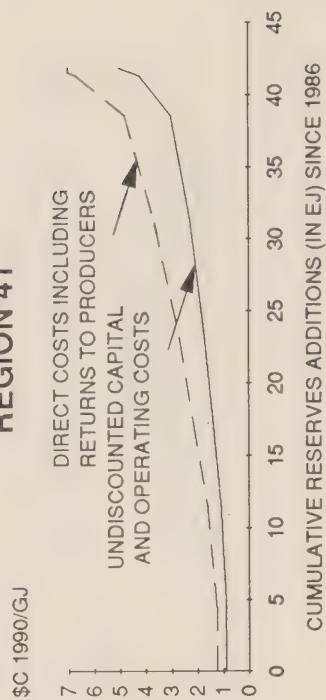 REGION 41
$C 1990/GJ
DIRECT COSTS INCLUDING
RETURNS TO PRODUCERS
UNDISCOUNTED CAPITAL
AND OPERATING COSTS
7
6
5
4
3
2
1
0
0 5 10 15 20 25 30 35 40 45
CUMULATIVE RESERVES ADDITIONS (IN EJ) SINCE 1986